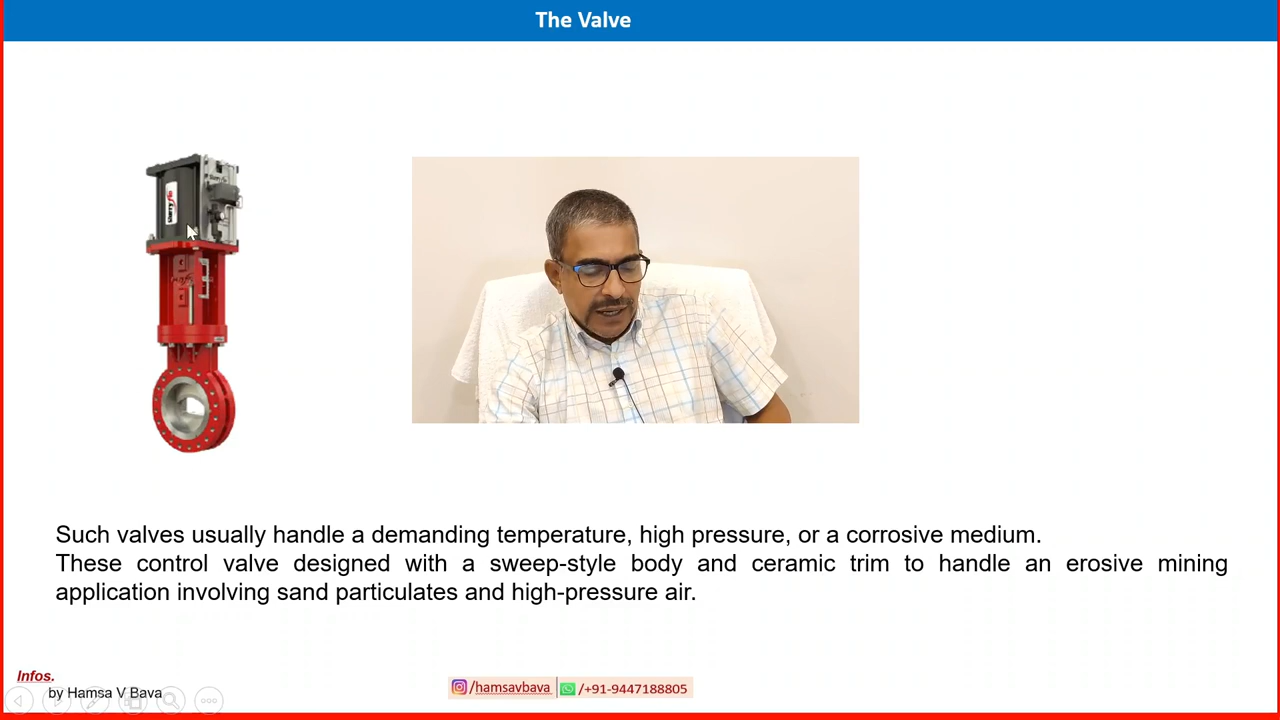 The Valve
Such valves usually handle a demanding temperature, high pressure, or a corrosive medium.
These control valve designed with a sweep-style body and ceramic trim to handle an erosive mining
application involving sand particulates and high-pressure air.
Infos.
by Hamsa V Bava
/hamsavbava
/+91-9447188805